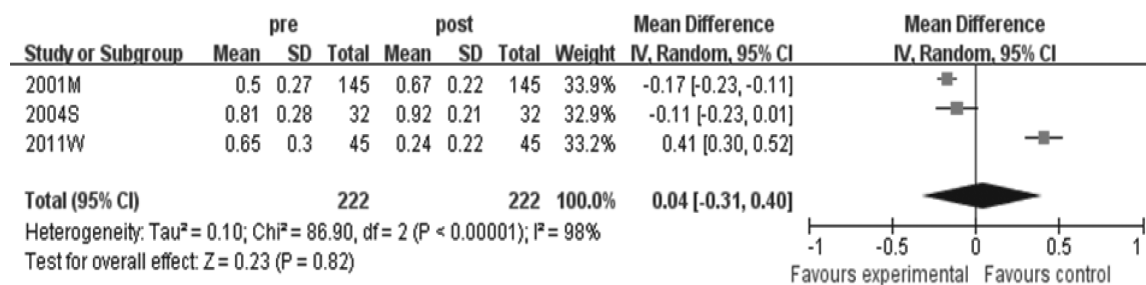 pre post Mean Difference Mean Difference
Study or Subgroup Mean SD Total Mean SD Total Weight IV, Random, 95% CI IV, Random, 95% CI
2001M 0.5 0.27 145 0.67 0.22 145 33.9% -0.17 [-0.23, -0.11]
2004S 0.81 0.28 32 0.92 0.21 32 32.9% -0.11 [-0.23, 0.01]
2011W 0.65 0.3 45 0.24 0.22 45 33.2% 0.41 [0.30, 0.52]
Total (95% CI) 222 222 100.0% 0.04 [-0.31, 0.40]
Heterogeneity: Tau² = 0.10; Chi² = 86.90, df = 2 (P < 0.00001); I² = 98%
Test for overall effect: Z = 0.23 (P = 0.82)
-1 -0.5 0 0.5 1
Favours experimental Favours control